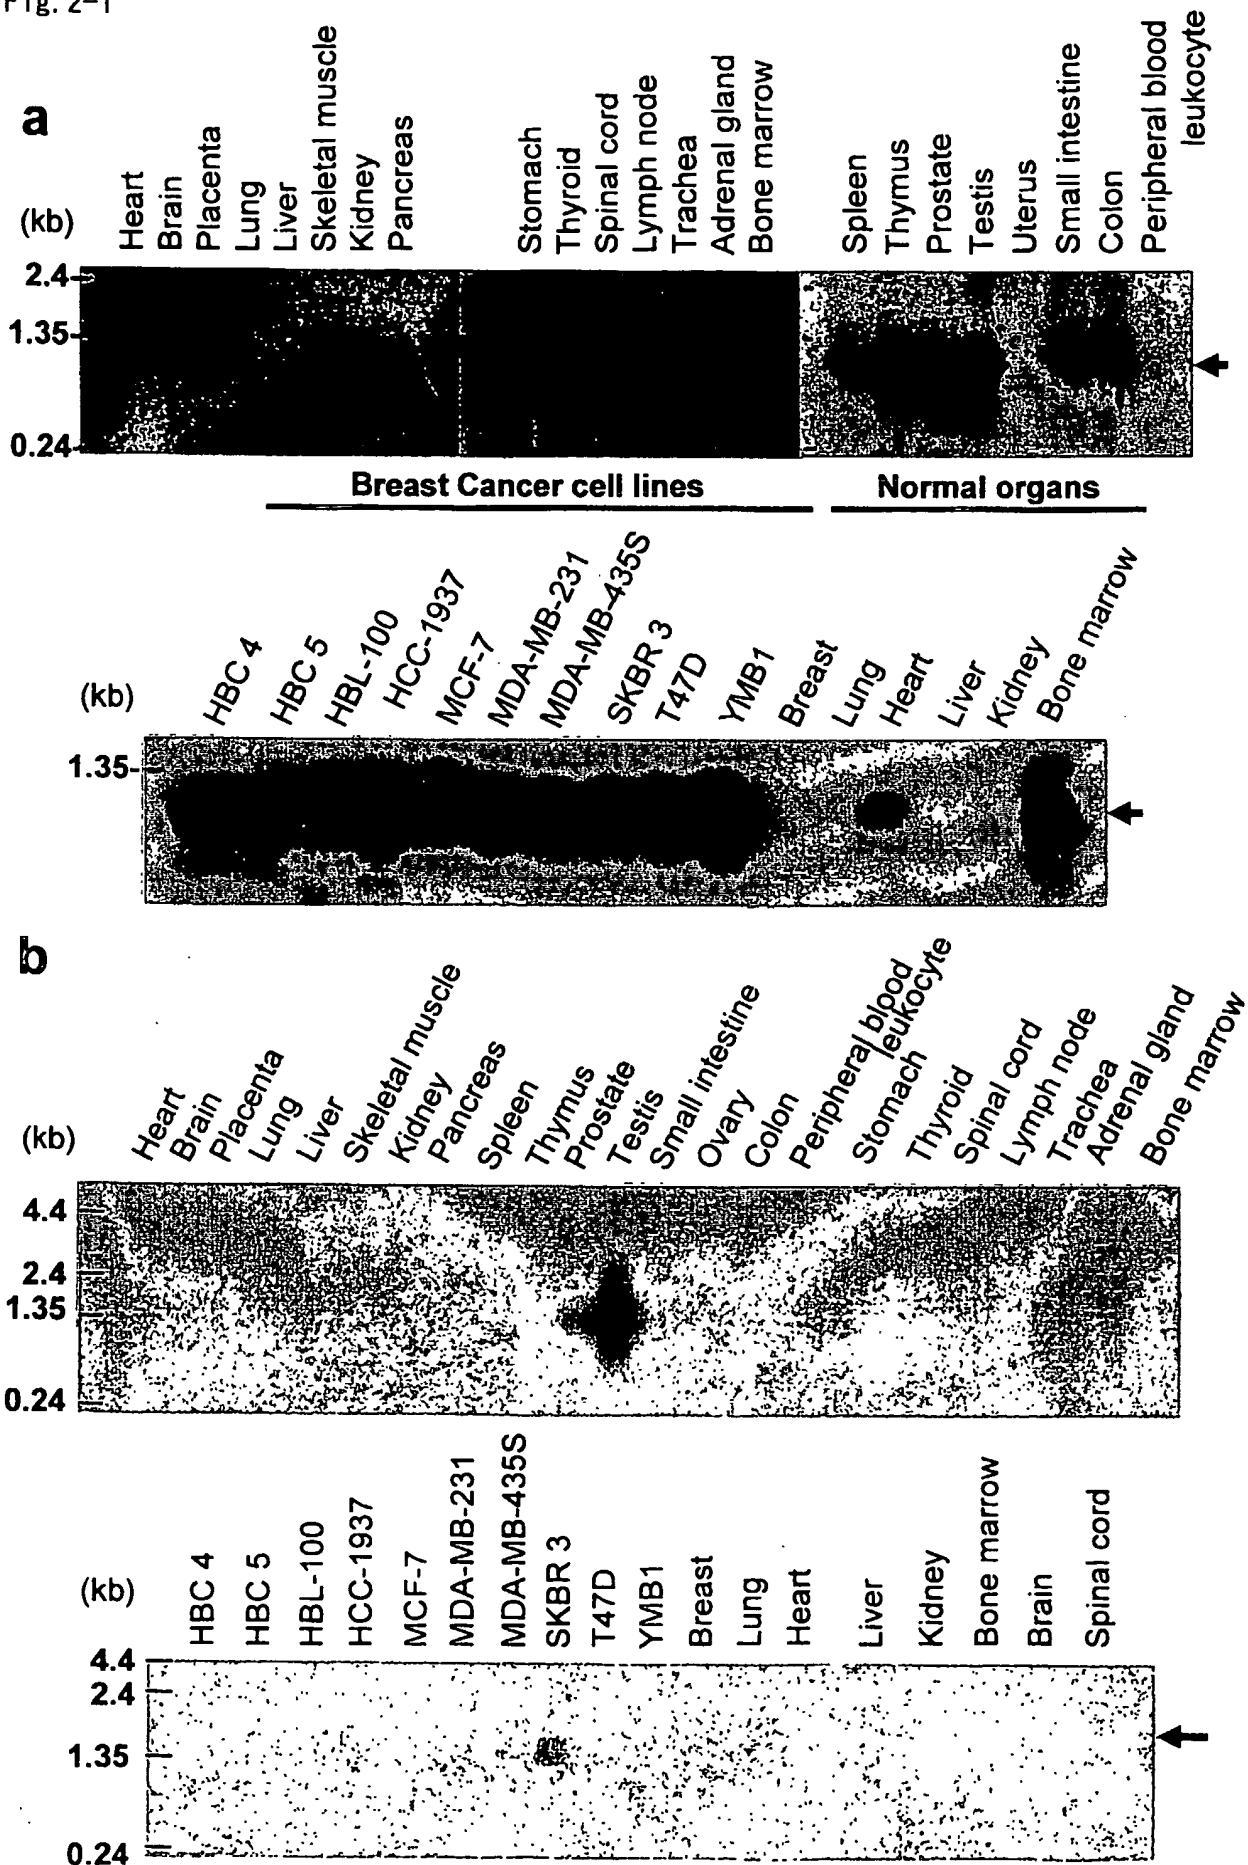 Fig. 2-1
a
(kb)
Heart
Brain
Placenta
Lung
Liver
Skeletal muscle
Kidney
Pancreas
Stomach
Thyroid
Spinal cord
Lymph node
Trachea
Adrenal gland
Bone marrow
Spleen
Thymus
Prostate
Testis
Uterus
Small intestine
Colon
Peripheral blood
leukocyte
2.4
1.35
0.24
Breast Cancer cell lines
Normal organs
(kb)
HBC 4
HBC 5
HBL-100
HCC-1937
MCF-7
MDA-MB-231
MDA-MB-435S
SKBR 3
T47D
YMB1
Breast
Lung
Heart
Liver
Kidney
Bone marrow
1.35
b
(kb)
Heart
Brain
Placenta
Lung
Liver
Skeletal muscle
Kidney
Pancreas
Spleen
Thymus
Prostate
Testis
Small intestine
Ovary
Colon
Peripheral blood
leukocyte
Stomach
Thyroid
Spinal cord
Lymph node
Trachea
Adrenal gland
Bone marrow
4.4
2.4
1.35
0.24
(kb)
HBC 4
HBC 5
HBL-100
HCC-1937
MCF-7
MDA-MB-231
MDA-MB-435S
SKBR 3
T47D
YMB1
Breast
Lung
Heart
Liver
Kidney
Bone marrow
Brain
Spinal cord
4.4
2.4
1.35
0.24